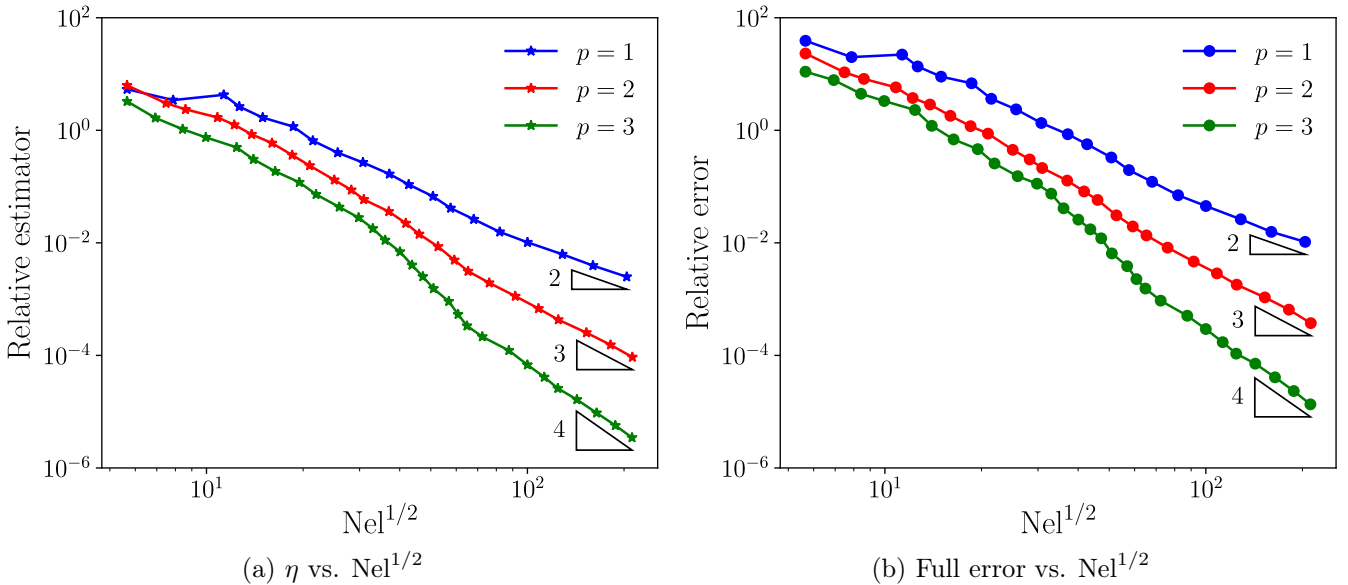 10^2
10^0
10^{-2}
10^{-4}
10^{-6}
Relative estimator
p = 1
p = 2
p = 3
2
3
4
10^1
10^2
Nel^{1/2}
(a) η vs. Nel^{1/2}
10^2
10^0
10^{-2}
10^{-4}
10^{-6}
Relative error
p = 1
p = 2
p = 3
2
3
4
10^1
10^2
Nel^{1/2}
(b) Full error vs. Nel^{1/2}